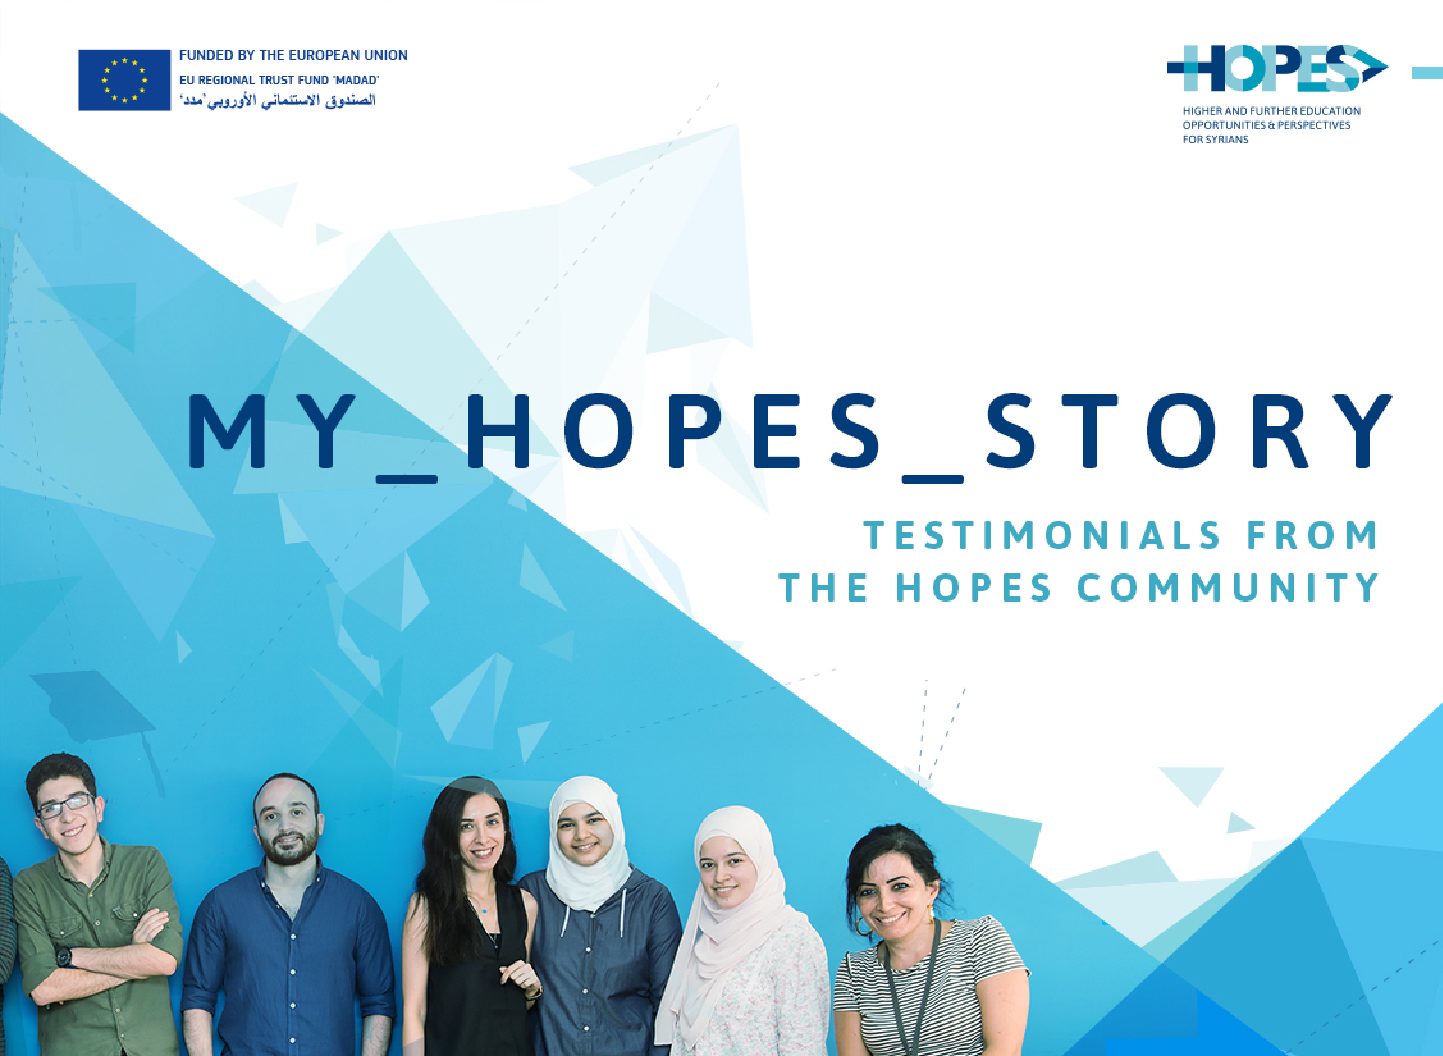 FUNDED BY THE EUROPEAN UNION
EU REGIONAL TRUST FUND 'MADAD'
الصندوق الاستئماني الأوروبي 'مدد'
HOPES
HIGHER AND FURTHER EDUCATION
OPPORTUNITIES & PERSPECTIVES
FOR SYRIANS
MY_HOPES_STORY
TESTIMONIALS FROM
THE HOPES COMMUNITY